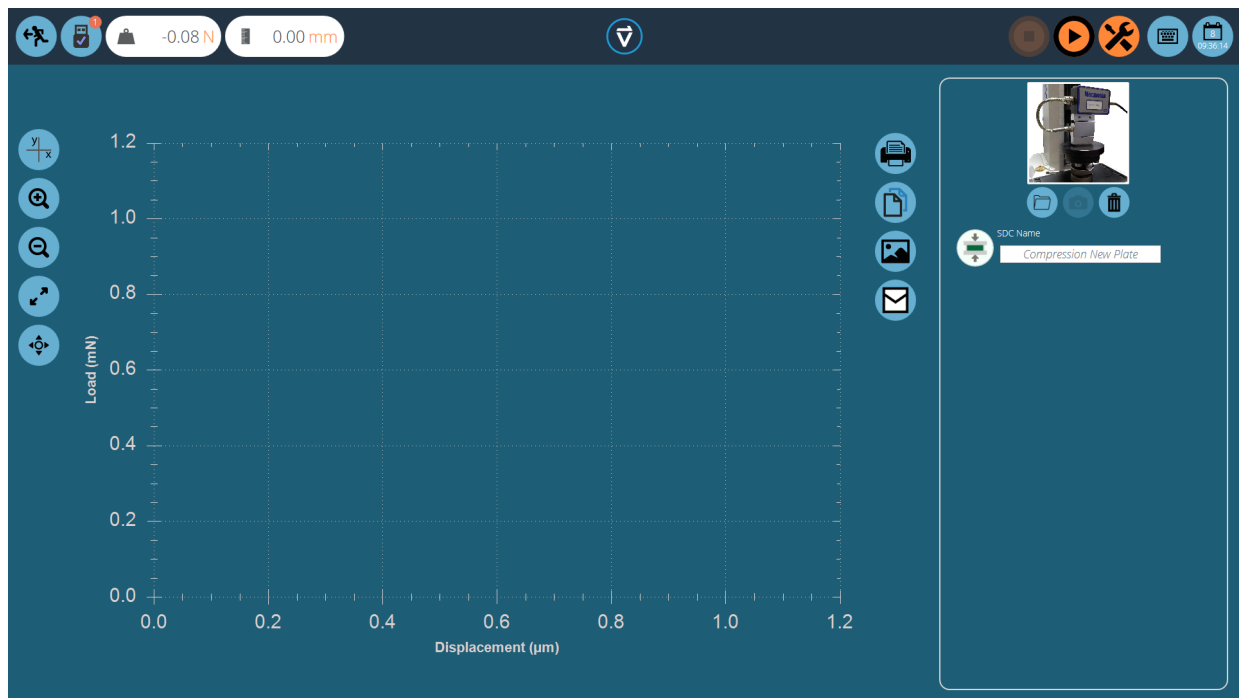 1
-0.08 N
0.00 mm
8
09:36:14
y
x
1.2
1.0
0.8
0.6
0.4
0.2
0.0
Load (mN)
0.0 0.2 0.4 0.6 0.8 1.0 1.2
Displacement (µm)
SDC Name
Compression New Plate